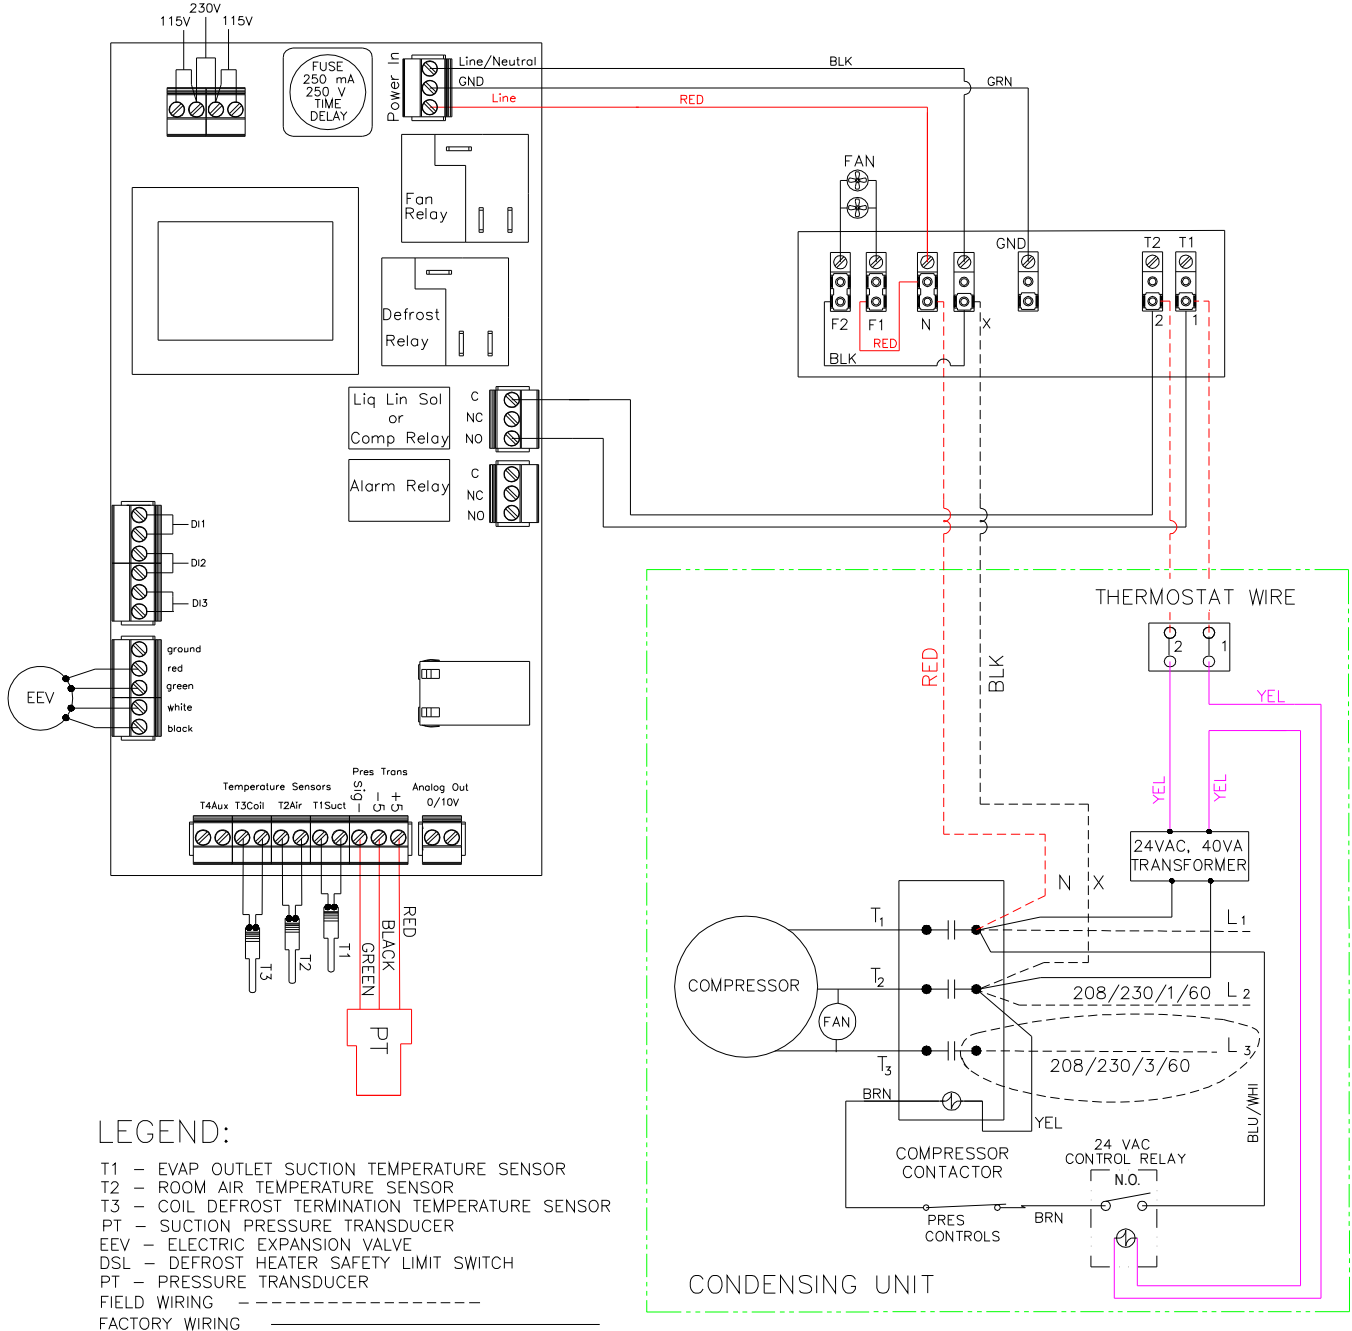 230V
115V
115V
FUSE
250 mA
250 V
TIME
DELAY
Power In
Line/Neutral
GND
Line
RED
BLK
GRN
Fan
Relay
Defrost
Relay
Liq Lin Sol
or
Comp Relay
C
NC
NO
Alarm Relay
C
NC
NO
FAN
GND
T2
T1
F2
F1
N
X
2
1
RED
BLK
DI1
DI2
DI3
ground
red
green
white
black
EEV
Temperature Sensors
T4Aux
T3Coil
T2Air
T1Suct
Pres Trans
sig-
-5
+5
Analog Out
0/10V
T3
T2
T1
GREEN
BLACK
RED
PT
RED
BLK
THERMOSTAT WIRE
2
1
YEL
YEL
YEL
24VAC, 40VA
TRANSFORMER
N
X
COMPRESSOR
FAN
T1
T2
T3
L1
208/230/1/60
L2
L3
208/230/3/60
BRN
YEL
BLU/WHI
COMPRESSOR
CONTACTOR
24 VAC
CONTROL RELAY
N.O.
PRES
CONTROLS
BRN
CONDENSING UNIT
LEGEND:
T1 - EVAP OUTLET SUCTION TEMPERATURE SENSOR
T2 - ROOM AIR TEMPERATURE SENSOR
T3 - COIL DEFROST TERMINATION TEMPERATURE SENSOR
PT - SUCTION PRESSURE TRANSDUCER
EEV - ELECTRIC EXPANSION VALVE
DSL - DEFROST HEATER SAFETY LIMIT SWITCH
PT - PRESSURE TRANSDUCER
FIELD WIRING
FACTORY WIRING